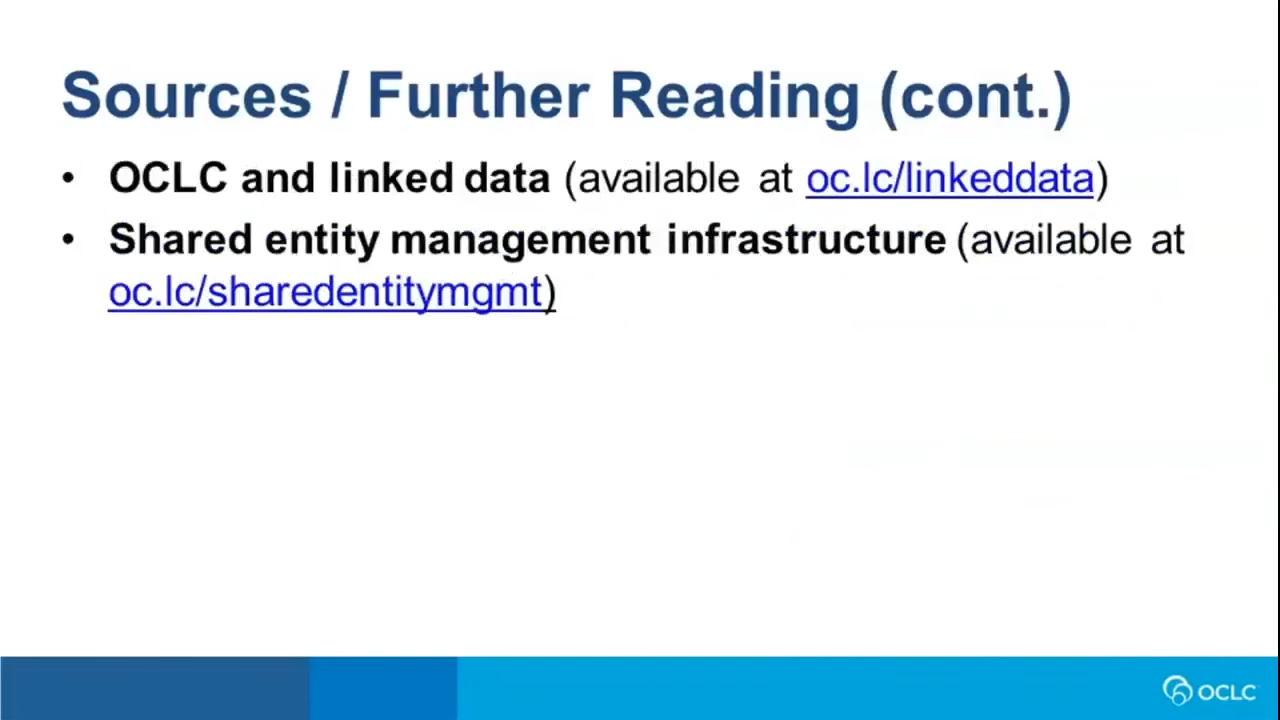 Sources / Further Reading (cont.)
• OCLC and linked data (available at oc.lc/linkeddata)
• Shared entity management infrastructure (available at
oc.lc/sharedentitymgmt)
OCLC